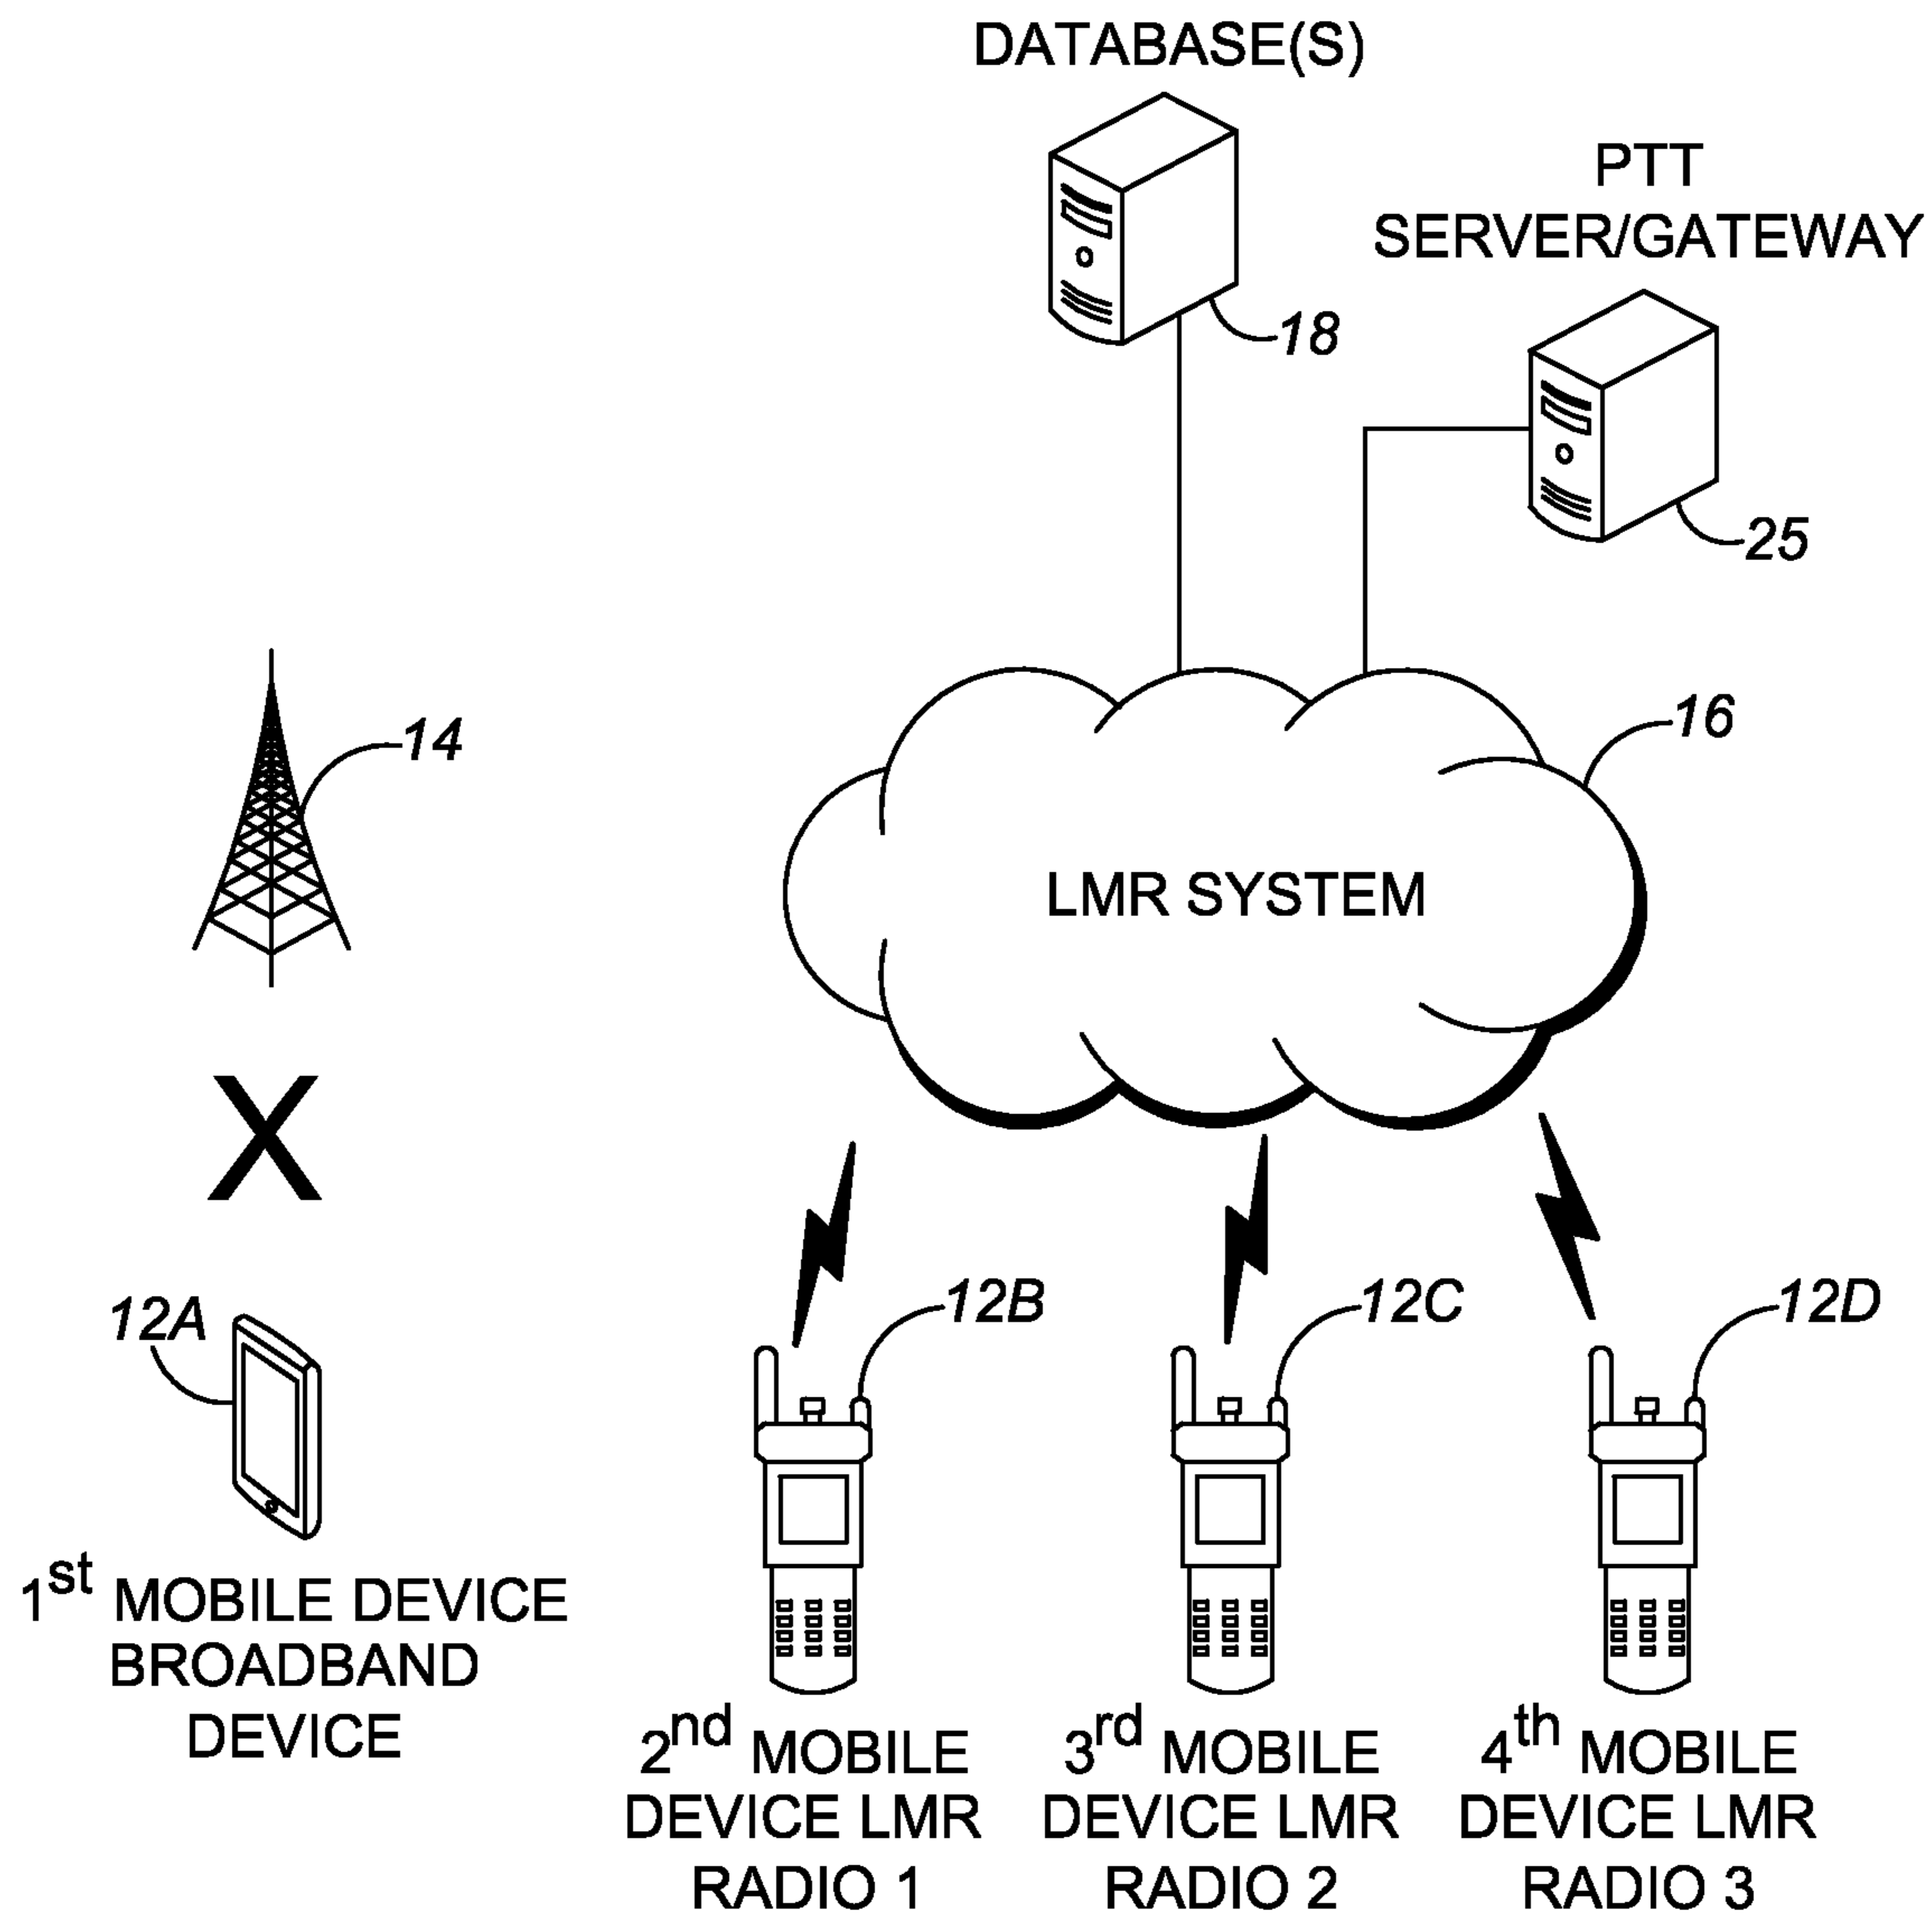 DATABASE(S)
PTT
SERVER/GATEWAY
18
25
14
16
LMR SYSTEM
X
12A
12B
12C
12D
1st MOBILE DEVICE
BROADBAND
DEVICE
2nd MOBILE
DEVICE LMR
RADIO 1
3rd MOBILE
DEVICE LMR
RADIO 2
4th MOBILE
DEVICE LMR
RADIO 3